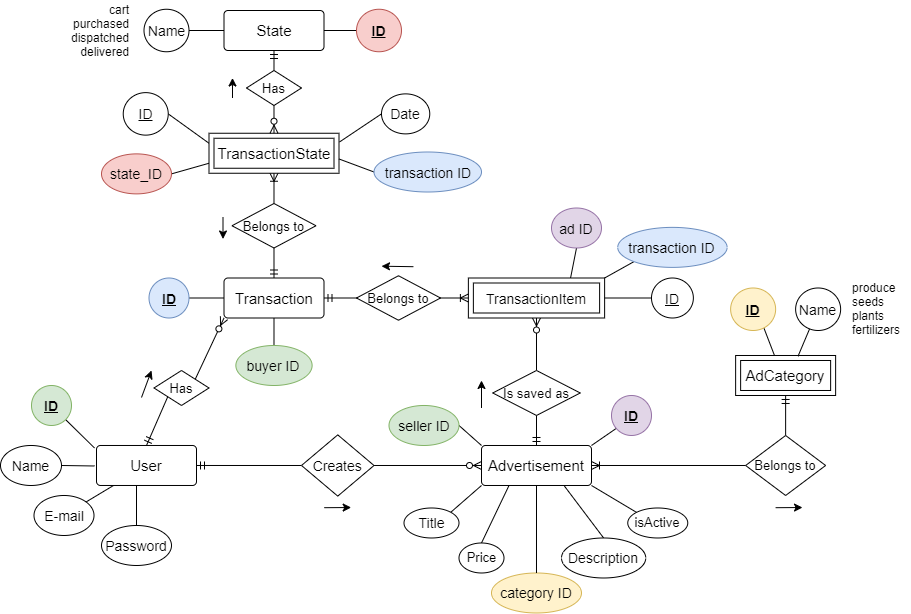 cart
purchased
dispatched
delivered
Name
State
ID
Has
ID
Date
TransactionState
state_ID
transaction ID
Belongs to
ad ID
transaction ID
ID
Transaction
Belongs to
TransactionItem
ID
ID
Name
produce
seeds
plants
fertilizers
buyer ID
AdCategory
Has
Is saved as
ID
seller ID
ID
Name
User
Creates
Advertisement
Belongs to
E-mail
Title
isActive
Password
Price
Description
category ID